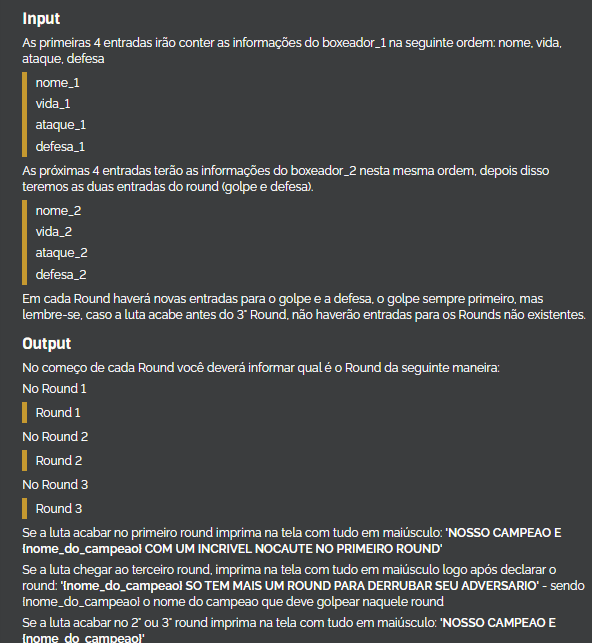 Input
As primeiras 4 entradas irão conter as informações do boxeador_1 na seguinte ordem: nome, vida,
ataque, defesa
nome_1
vida_1
ataque_1
defesa_1
As próximas 4 entradas terão as informações do boxeador_2 nesta mesma ordem, depois disso
teremos as duas entradas do round (golpe e defesa).
nome_2
vida_2
ataque_2
defesa_2
Em cada Round haverá novas entradas para o golpe e a defesa, o golpe sempre primeiro, mas
lembre-se, caso a luta acabe antes do 3° Round, não haverão entradas para os Rounds não existentes.
Output
No começo de cada Round você deverá informar qual é o Round da seguinte maneira:
No Round 1
Round 1
No Round 2
Round 2
No Round 3
Round 3
Se a luta acabar no primeiro round imprima na tela com tudo em maiúsculo: 'NOSSO CAMPEAO E
{nome_do_campeao} COM UM INCRIVEL NOCAUTE NO PRIMEIRO ROUND'
Se a luta chegar ao terceiro round, imprima na tela com tudo em maiúsculo logo após declarar o
round: '{nome_do_campeao} SO TEM MAIS UM ROUND PARA DERRUBAR SEU ADVERSARIO' - sendo
{nome_do_campeao} o nome do campeao que deve golpear naquele round
Se a luta acabar no 2° ou 3° round imprima na tela com tudo em maiúsculo: 'NOSSO CAMPEAO E
{nome_do_campeao}'